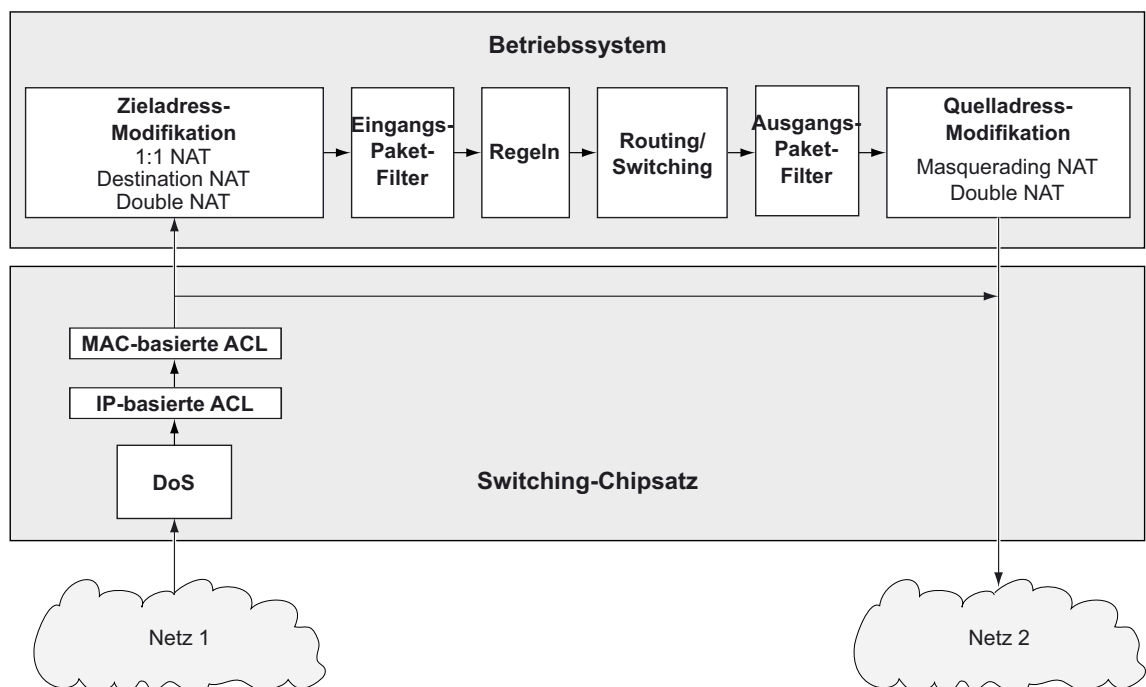 Betriebssystem
Zieladress-
Modifikation
1:1 NAT
Destination NAT
Double NAT
Eingangs-
Paket-
Filter
Regeln
Routing/
Switching
Ausgangs-
Paket-
Filter
Quelladress-
Modifikation
Masquerading NAT
Double NAT
MAC-basierte ACL
IP-basierte ACL
DoS
Switching-Chipsatz
Netz 1
Netz 2